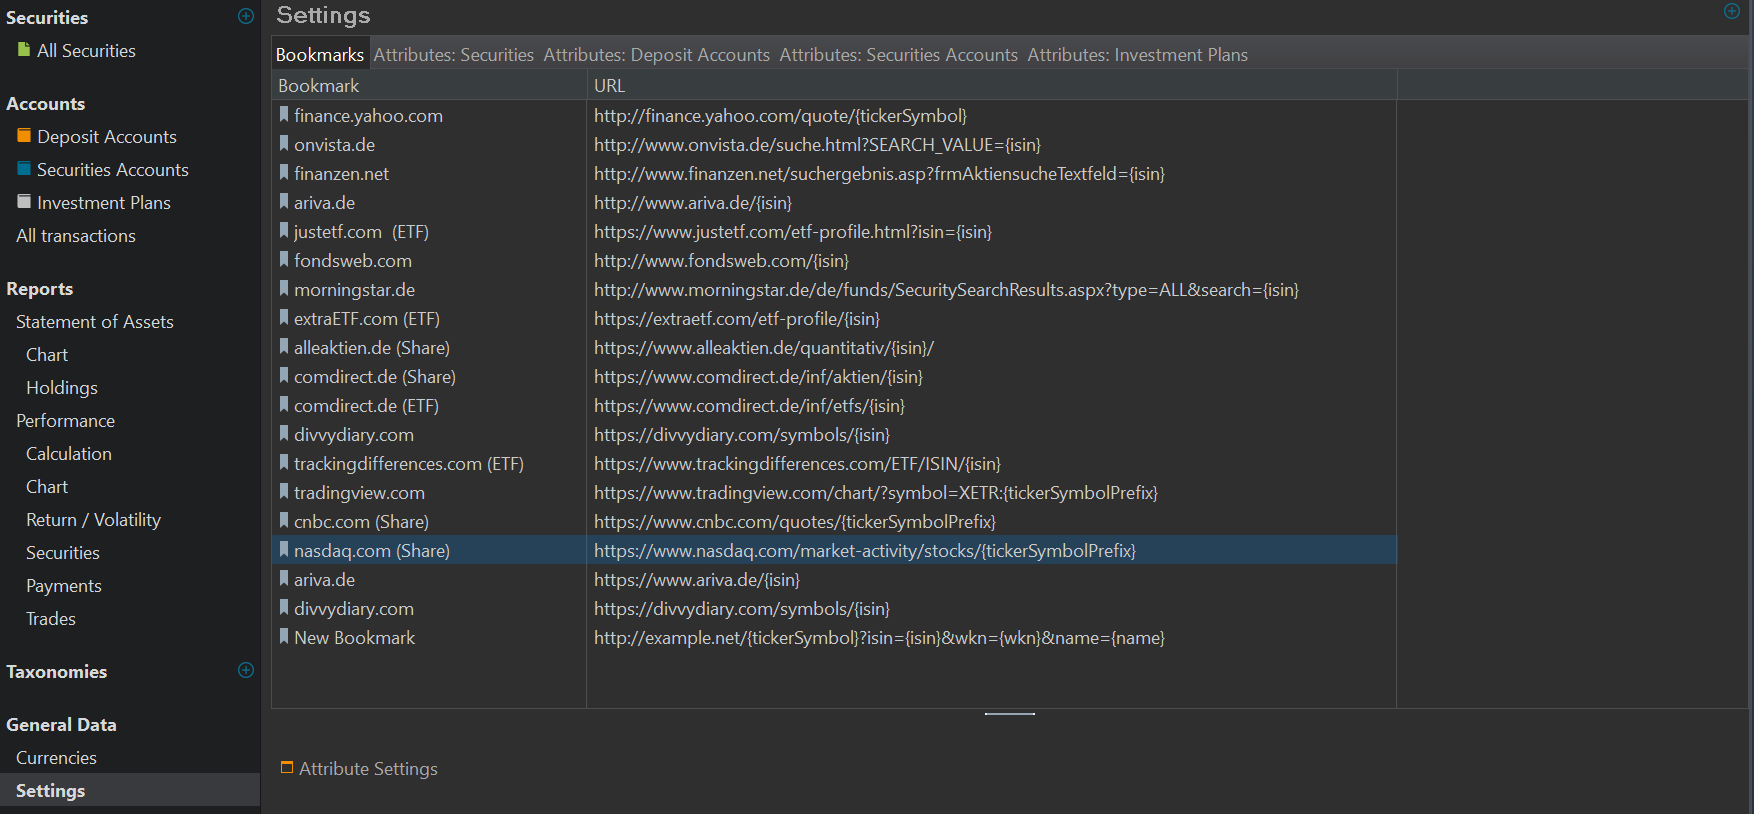 Securities
All Securities
Accounts
Deposit Accounts
Securities Accounts
Investment Plans
All transactions
Reports
Statement of Assets
Chart
Holdings
Performance
Calculation
Chart
Return / Volatility
Securities
Payments
Trades
Taxonomies
General Data
Currencies
Settings
Settings
Bookmarks Attributes: Securities Attributes: Deposit Accounts Attributes: Securities Accounts Attributes: Investment Plans
Bookmark URL
finance.yahoo.com http://finance.yahoo.com/quote/{tickerSymbol}
onvista.de http://www.onvista.de/suche.html?SEARCH_VALUE={isin}
finanzen.net http://www.finanzen.net/suchergebnis.asp?frmAktiensucheTextfeld={isin}
ariva.de http://www.ariva.de/{isin}
justetf.com  (ETF) https://www.justetf.com/etf-profile.html?isin={isin}
fondsweb.com http://www.fondsweb.com/{isin}
morningstar.de http://www.morningstar.de/de/funds/SecuritySearchResults.aspx?type=ALL&search={isin}
extraETF.com (ETF) https://extraetf.com/etf-profile/{isin}
alleaktien.de (Share) https://www.alleaktien.de/quantitativ/{isin}/
comdirect.de (Share) https://www.comdirect.de/inf/aktien/{isin}
comdirect.de (ETF) https://www.comdirect.de/inf/etfs/{isin}
divvydiary.com https://divvydiary.com/symbols/{isin}
trackingdifferences.com (ETF) https://www.trackingdifferences.com/ETF/ISIN/{isin}
tradingview.com https://www.tradingview.com/chart/?symbol=XETR:{tickerSymbolPrefix}
cnbc.com (Share) https://www.cnbc.com/quotes/{tickerSymbolPrefix}
nasdaq.com (Share) https://www.nasdaq.com/market-activity/stocks/{tickerSymbolPrefix}
ariva.de https://www.ariva.de/{isin}
divvydiary.com https://divvydiary.com/symbols/{isin}
New Bookmark http://example.net/{tickerSymbol}?isin={isin}&wkn={wkn}&name={name}
Attribute Settings